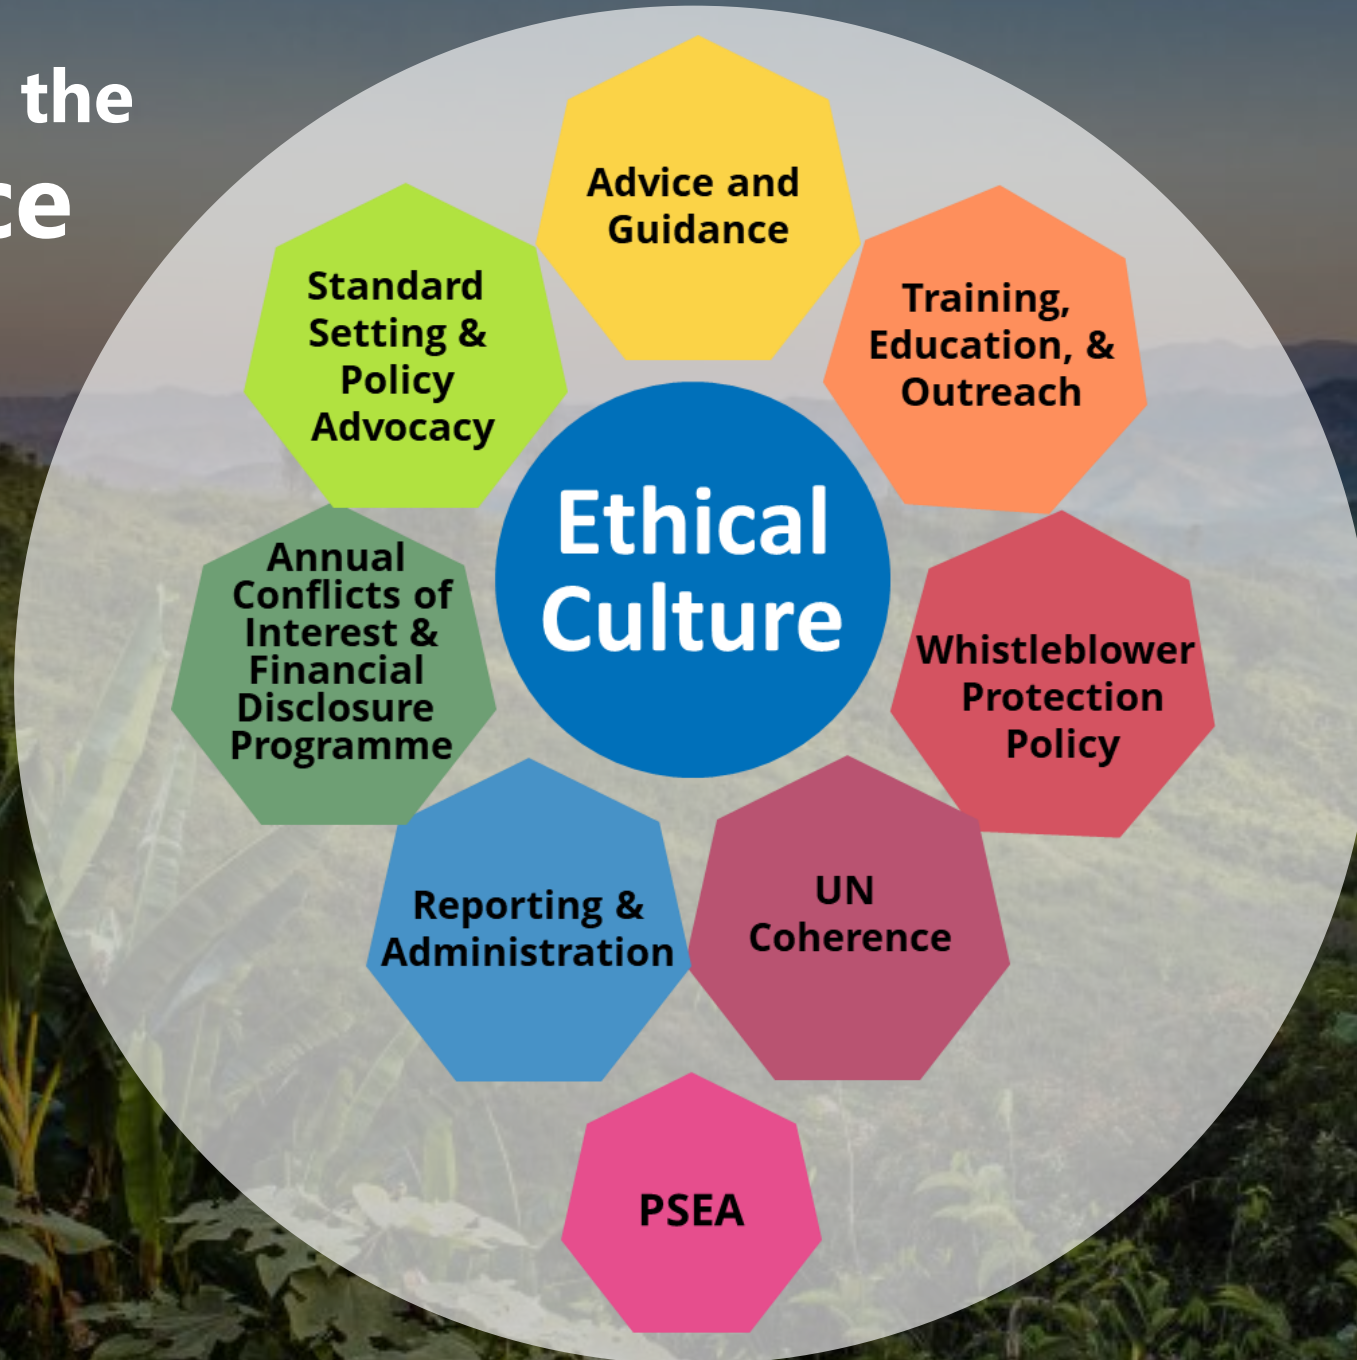 the
ce
Advice and
Guidance
Standard
Setting &
Policy
Advocacy
Training,
Education, &
Outreach
Ethical
Culture
Annual
Conflicts of
Interest &
Financial
Disclosure
Programme
Whistleblower
Protection
Policy
Reporting &
Administration
UN
Coherence
PSEA